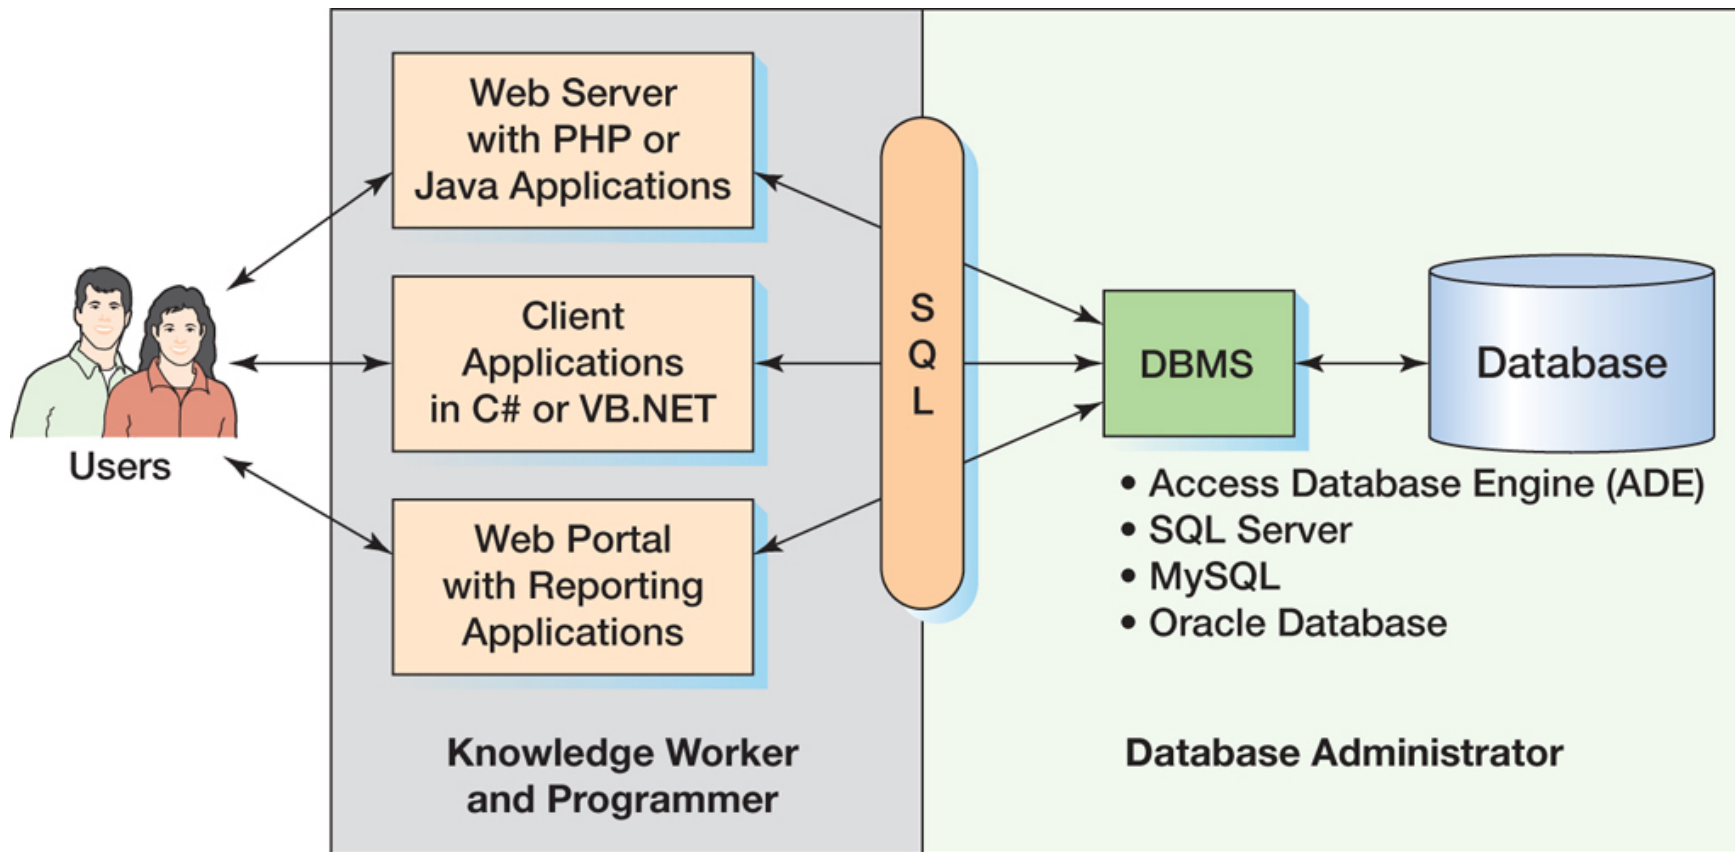 Web Server
with PHP or
Java Applications
Client
Applications
in C# or VB.NET
Web Portal
with Reporting
Applications
Users
S
Q
L
DBMS
Database
• Access Database Engine (ADE)
• SQL Server
• MySQL
• Oracle Database
Knowledge Worker
and Programmer
Database Administrator